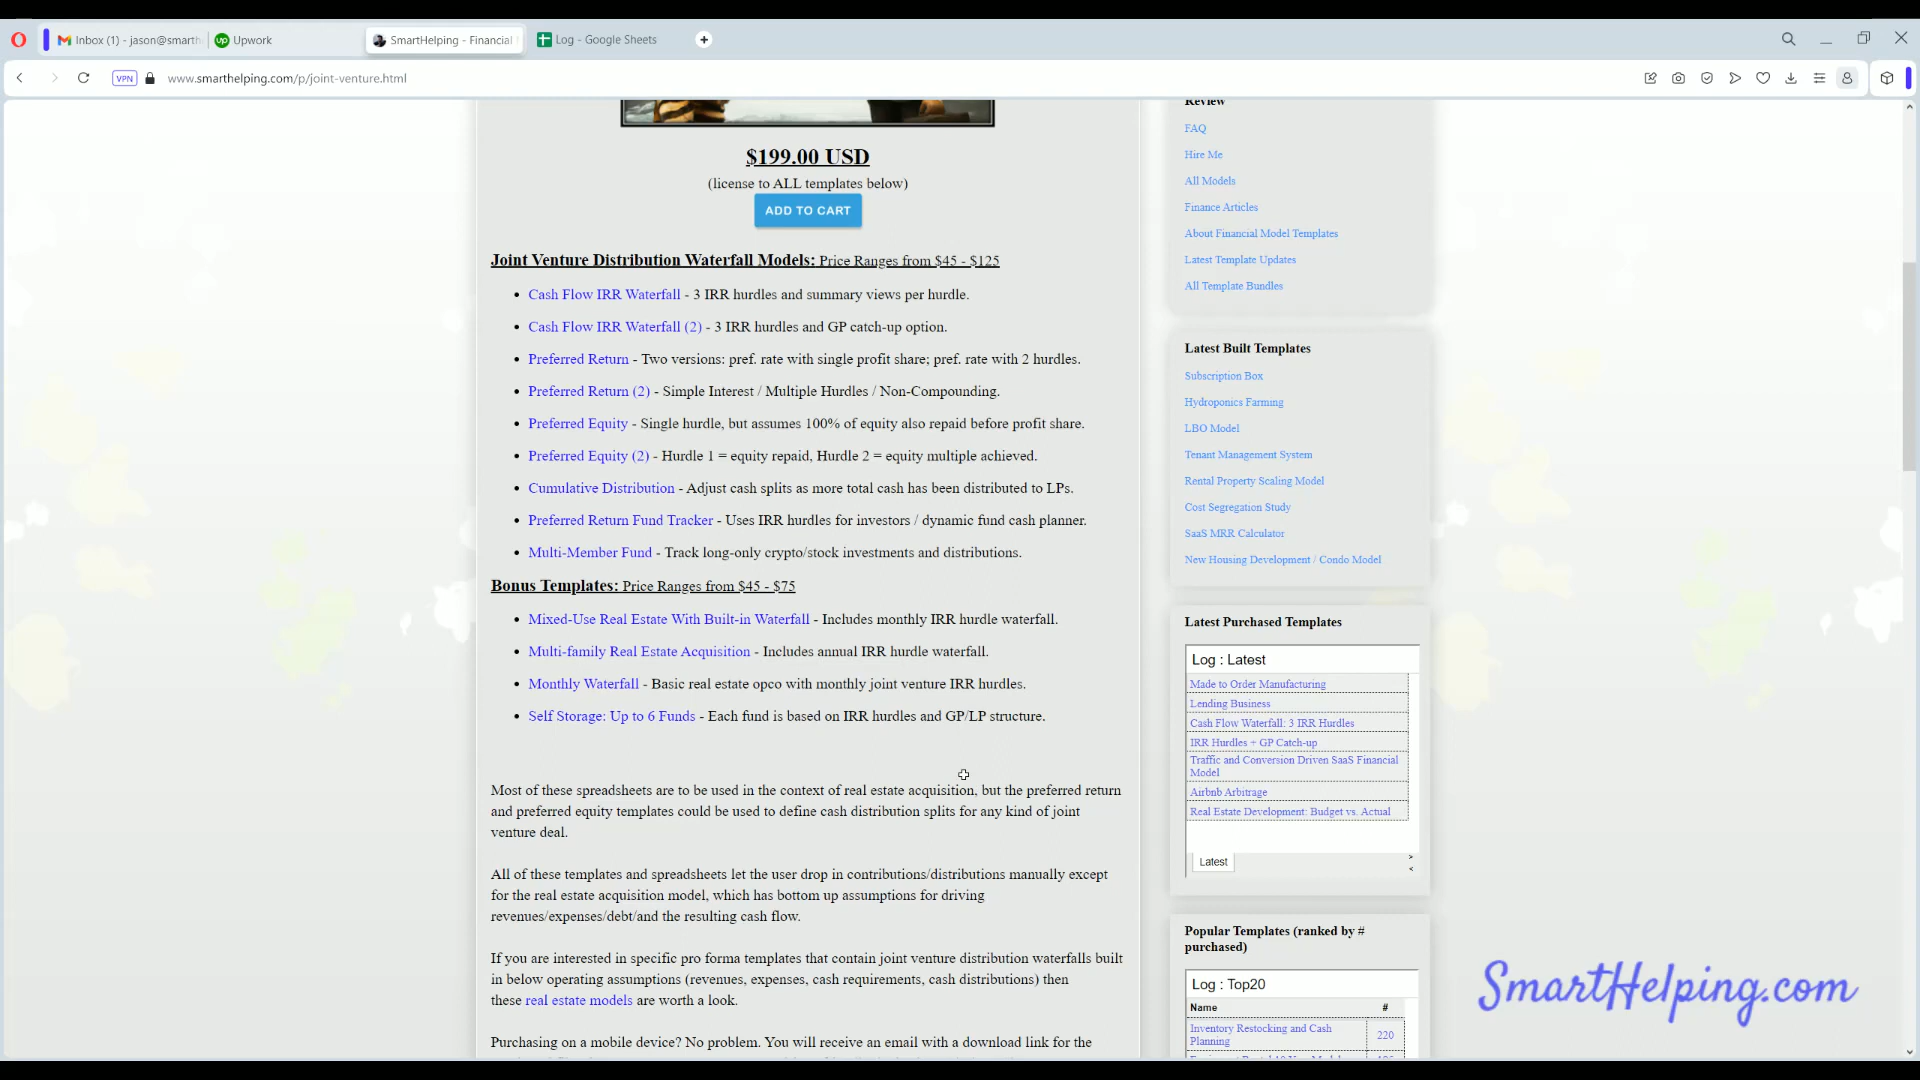 Inbox (1) - jason@smarth
Upwork
SmartHelping - Financial
Log - Google Sheets
VPN
www.smarthelping.com/p/joint-venture.html
$199.00 USD
(license to ALL templates below)
ADD TO CART
Joint Venture Distribution Waterfall Models: Price Ranges from $45 - $125
Cash Flow IRR Waterfall - 3 IRR hurdles and summary views per hurdle.
Cash Flow IRR Waterfall (2) - 3 IRR hurdles and GP catch-up option.
Preferred Return - Two versions: pref. rate with single profit share; pref. rate with 2 hurdles.
Preferred Return (2) - Simple Interest / Multiple Hurdles / Non-Compounding.
Preferred Equity - Single hurdle, but assumes 100% of equity also repaid before profit share.
Preferred Equity (2) - Hurdle 1 = equity repaid, Hurdle 2 = equity multiple achieved.
Cumulative Distribution - Adjust cash splits as more total cash has been distributed to LPs.
Preferred Return Fund Tracker - Uses IRR hurdles for investors / dynamic fund cash planner.
Multi-Member Fund - Track long-only crypto/stock investments and distributions.
Bonus Templates: Price Ranges from $45 - $75
Mixed-Use Real Estate With Built-in Waterfall - Includes monthly IRR hurdle waterfall.
Multi-family Real Estate Acquisition - Includes annual IRR hurdle waterfall.
Monthly Waterfall - Basic real estate opco with monthly joint venture IRR hurdles.
Self Storage: Up to 6 Funds - Each fund is based on IRR hurdles and GP/LP structure.
Most of these spreadsheets are to be used in the context of real estate acquisition, but the preferred return
and preferred equity templates could be used to define cash distribution splits for any kind of joint
venture deal.
All of these templates and spreadsheets let the user drop in contributions/distributions manually except
for the real estate acquisition model, which has bottom up assumptions for driving
revenues/expenses/debt/and the resulting cash flow.
If you are interested in specific pro forma templates that contain joint venture distribution waterfalls built
in below operating assumptions (revenues, expenses, cash requirements, cash distributions) then
these real estate models are worth a look.
Purchasing on a mobile device? No problem. You will receive an email with a download link for the
Review
FAQ
Hire Me
All Models
Finance Articles
About Financial Model Templates
Latest Template Updates
All Template Bundles
Latest Built Templates
Subscription Box
Hydroponics Farming
LBO Model
Tenant Management System
Rental Property Scaling Model
Cost Segregation Study
SaaS MRR Calculator
New Housing Development / Condo Model
Latest Purchased Templates
Log : Latest
Made to Order Manufacturing
Lending Business
Cash Flow Waterfall: 3 IRR Hurdles
IRR Hurdles + GP Catch-up
Traffic and Conversion Driven SaaS Financial
Model
Airbnb Arbitrage
Real Estate Development: Budget vs. Actual
Latest
Popular Templates (ranked by #
purchased)
Log : Top20
Name #
Inventory Restocking and Cash
Planning 220
SmartHelping.com